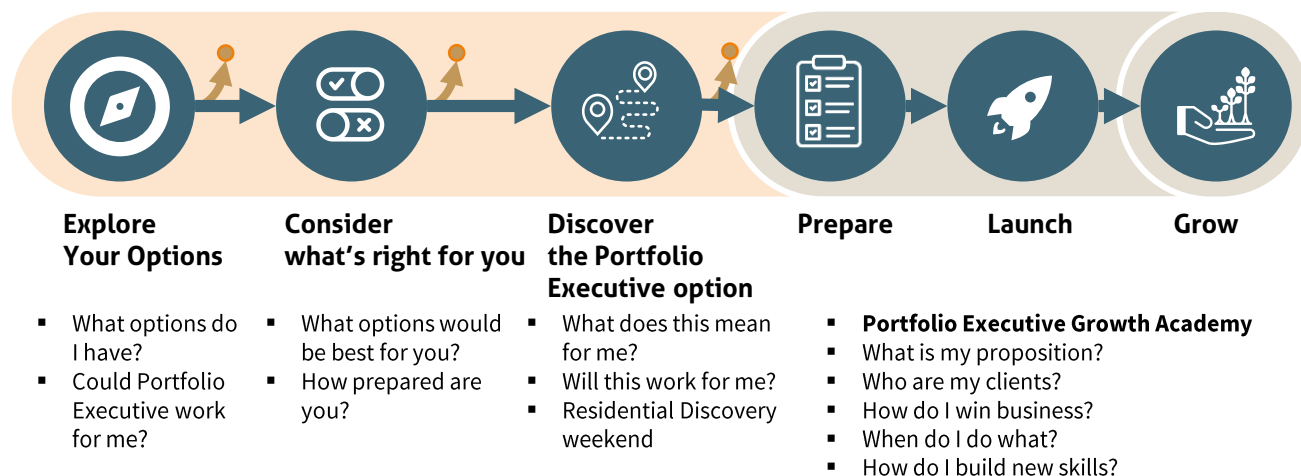 Explore
Your Options
Consider
what's right for you
Discover
the Portfolio
Executive option
Prepare
Launch
Grow
▪ What options do
I have?
▪ Could Portfolio
Executive work
for me?
▪ What options would
be best for you?
▪ How prepared are
you?
▪ What does this mean
for me?
▪ Will this work for me?
▪ Residential Discovery
weekend
▪ Portfolio Executive Growth Academy
▪ What is my proposition?
▪ Who are my clients?
▪ How do I win business?
▪ When do I do what?
▪ How do I build new skills?